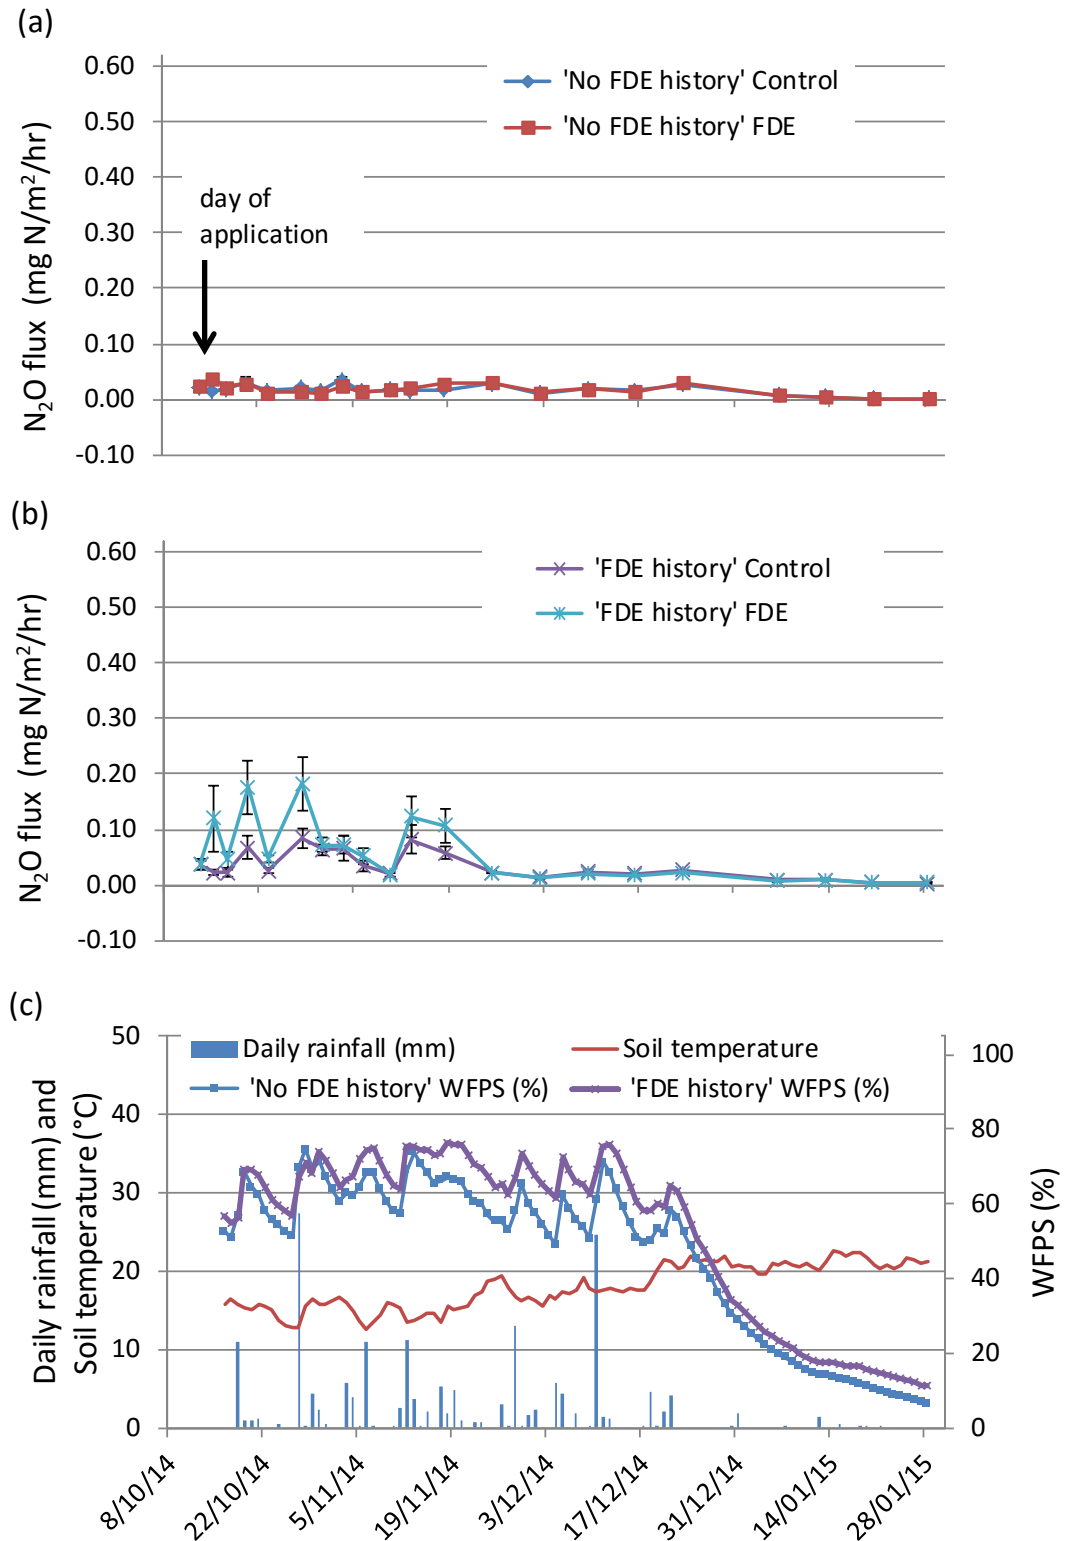 (a)
0.60
0.50
0.40
0.30
0.20
0.10
0.00
-0.10
N₂O flux (mg N/m²/hr)
'No FDE history' Control
'No FDE history' FDE
day of
application
(b)
0.60
0.50
0.40
0.30
0.20
0.10
0.00
-0.10
N₂O flux (mg N/m²/hr)
'FDE history' Control
'FDE history' FDE
(c)
50
40
30
20
10
0
Daily rainfall (mm) and
Soil temperature (°C)
Daily rainfall (mm)
Soil temperature
'No FDE history' WFPS (%)
'FDE history' WFPS (%)
100
80
60
40
20
0
WFPS (%)
8/10/14
22/10/14
5/11/14
19/11/14
3/12/14
17/12/14
31/12/14
14/01/15
28/01/15